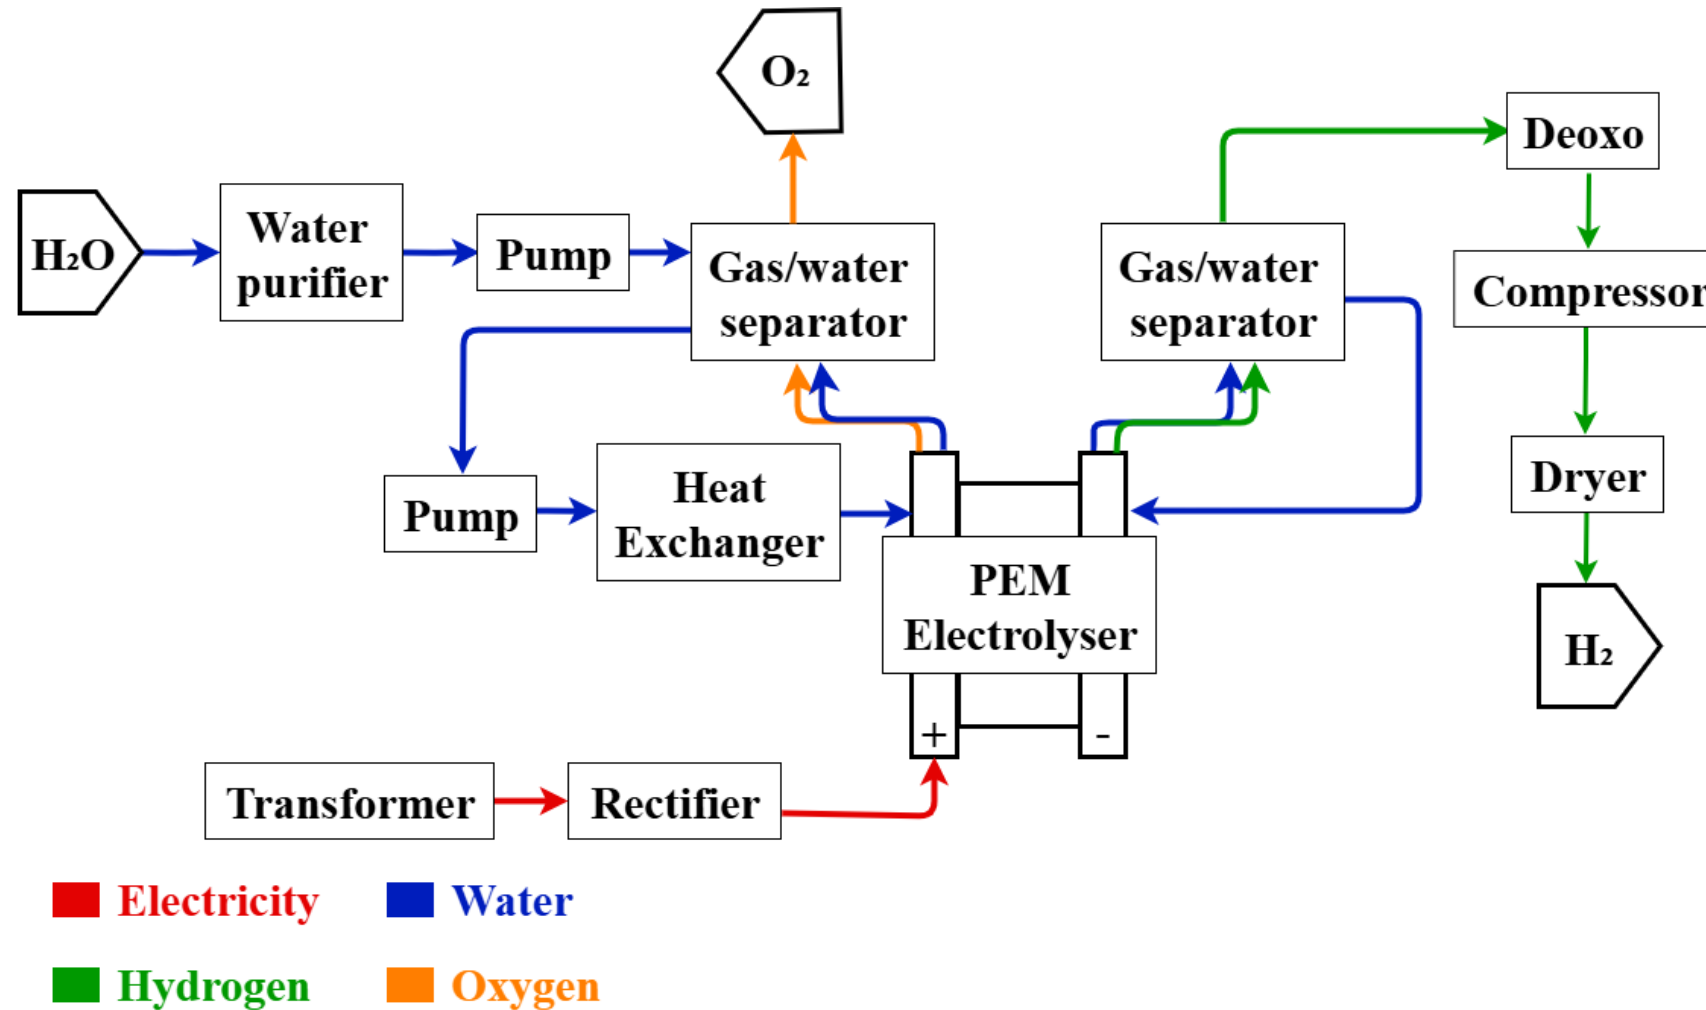 O₂
Deoxo
H₂O
Water
purifier
Pump
Gas/water
separator
Gas/water
separator
Compressor
Pump
Heat
Exchanger
Dryer
PEM
Electrolyser
H₂
+
-
Transformer
Rectifier
Electricity
Water
Hydrogen
Oxygen